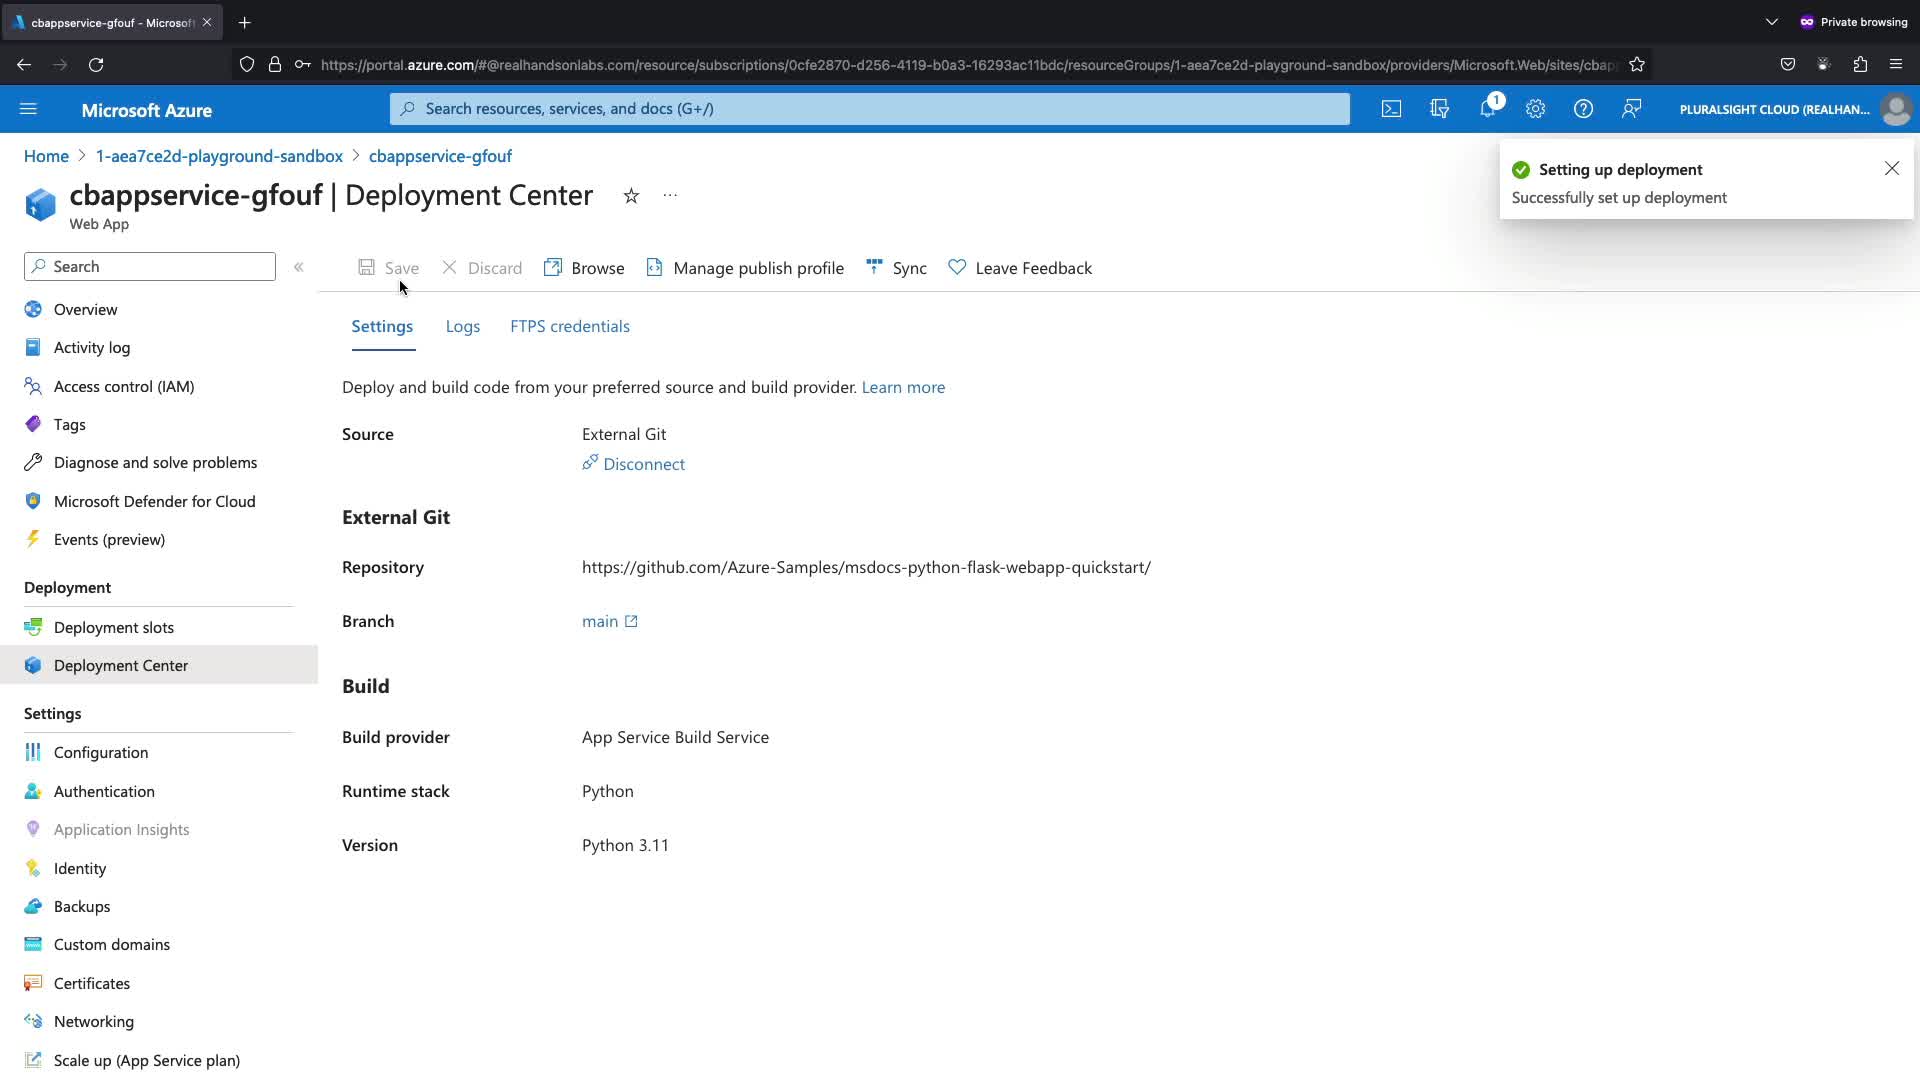 cbappservice-gfouf - Microsoft
Private browsing
https://portal.azure.com/#@realhandsonlabs.com/resource/subscriptions/0cfe2870-d256-4119-b0a3-16293ac11bdc/resourceGroups/1-aea7ce2d-playground-sandbox/providers/Microsoft.Web/sites/cbapp
Microsoft Azure
Search resources, services, and docs (G+/)
1
PLURALSIGHT CLOUD (REALHAN...
Home > 1-aea7ce2d-playground-sandbox > cbappservice-gfouf
Setting up deployment
Successfully set up deployment
cbappservice-gfouf | Deployment Center
Web App
Search
Save
Discard
Browse
Manage publish profile
Sync
Leave Feedback
Overview
Activity log
Access control (IAM)
Tags
Diagnose and solve problems
Microsoft Defender for Cloud
Events (preview)
Deployment
Deployment slots
Deployment Center
Settings
Configuration
Authentication
Application Insights
Identity
Backups
Custom domains
Certificates
Networking
Scale up (App Service plan)
Settings
Logs
FTPS credentials
Deploy and build code from your preferred source and build provider. Learn more
Source
External Git
Disconnect
External Git
Repository
https://github.com/Azure-Samples/msdocs-python-flask-webapp-quickstart/
Branch
main
Build
Build provider
App Service Build Service
Runtime stack
Python
Version
Python 3.11